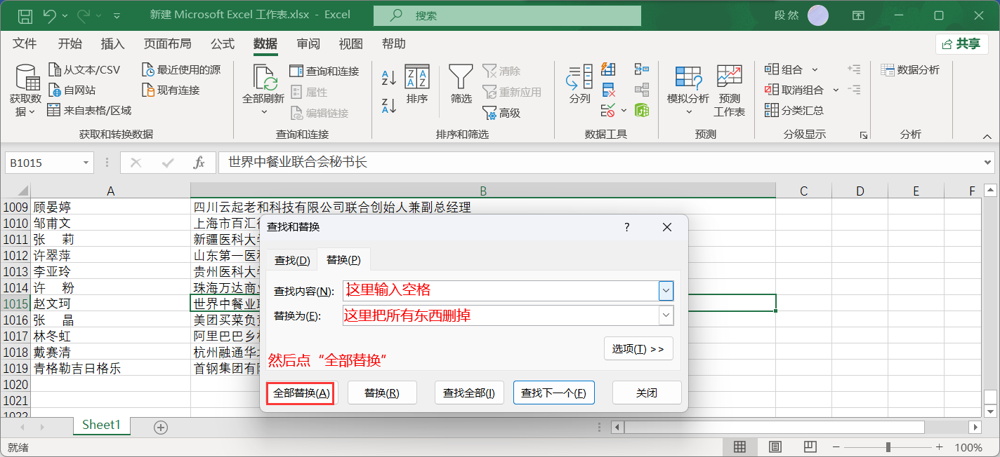 新建 Microsoft Excel 工作表.xlsx - Excel
搜索
段 然
文件 开始 插入 页面布局 公式 数据 审阅 视图 帮助
共享
获取数据
从文本/CSV
自网站
来自表格/区域
最近使用的源
现有连接
获取和转换数据
全部刷新
查询和连接
属性
编辑链接
查询和连接
排序
筛选
清除
重新应用
高级
排序和筛选
分列
数据工具
模拟分析
预测
工作表
预测
组合
取消组合
分类汇总
分级显示
数据分析
分析
B1015
fx
世界中餐业联合会秘书长
A B C D E F
1009 顾晏婷 四川云起老和科技有限公司联合创始人兼副总经理
1010 邹甫文 上海市百汇
1011 张 莉 新疆医科大
1012 许翠萍 山东第一医
1013 李亚玲 贵州医科大
1014 许 粉 珠海万达商
1015 赵文珂 世界中餐业
1016 张 晶 美团买菜负
1017 林冬虹 阿里巴巴乡
1018 戴赛清 杭州融通华
1019 青格勒吉日格乐 首钢集团有
1020
1021
1022
查找和替换
?
查找(D) 替换(P)
查找内容(N): 这里输入空格
替换为(E): 这里把所有东西删掉
选项(T) >>
然后点“全部替换”
全部替换(A) 替换(R) 查找全部(I) 查找下一个(F) 关闭
Sheet1
就绪
100%